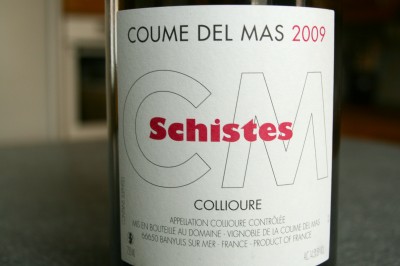 COUME DEL MAS 2009
CM
Schistes
COLLIOURE
APPELLATION COLLIOURE CONTRÔLÉE
MIS EN BOUTEILLE AU DOMAINE - VIGNOBLE DE LA COUME DEL MAS
66650 BANYULS SUR MER - FRANCE - PRODUCT OF FRANCE